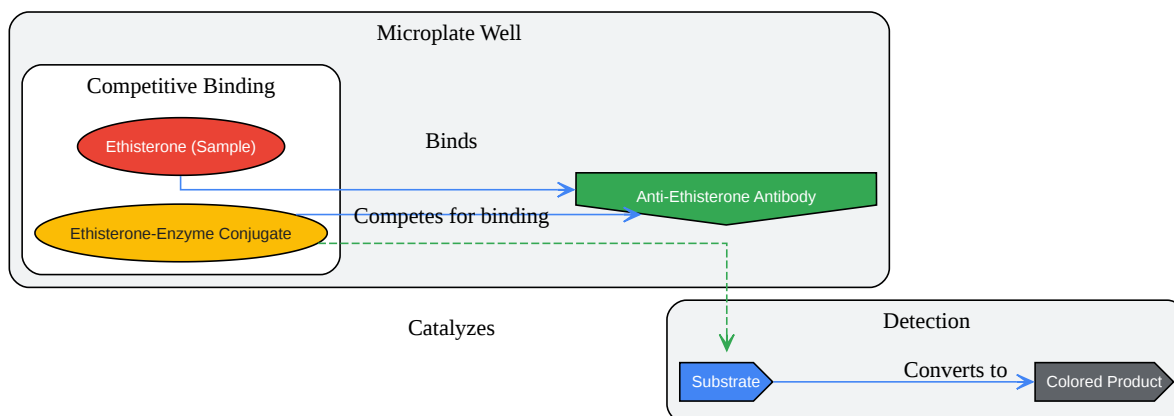 Microplate Well
Competitive Binding
Ethisterone (Sample)
Binds
Anti-Ethisterone Antibody
Competes for binding
Ethisterone-Enzyme Conjugate
Catalyzes
Detection
Substrate
Converts to
Colored Product